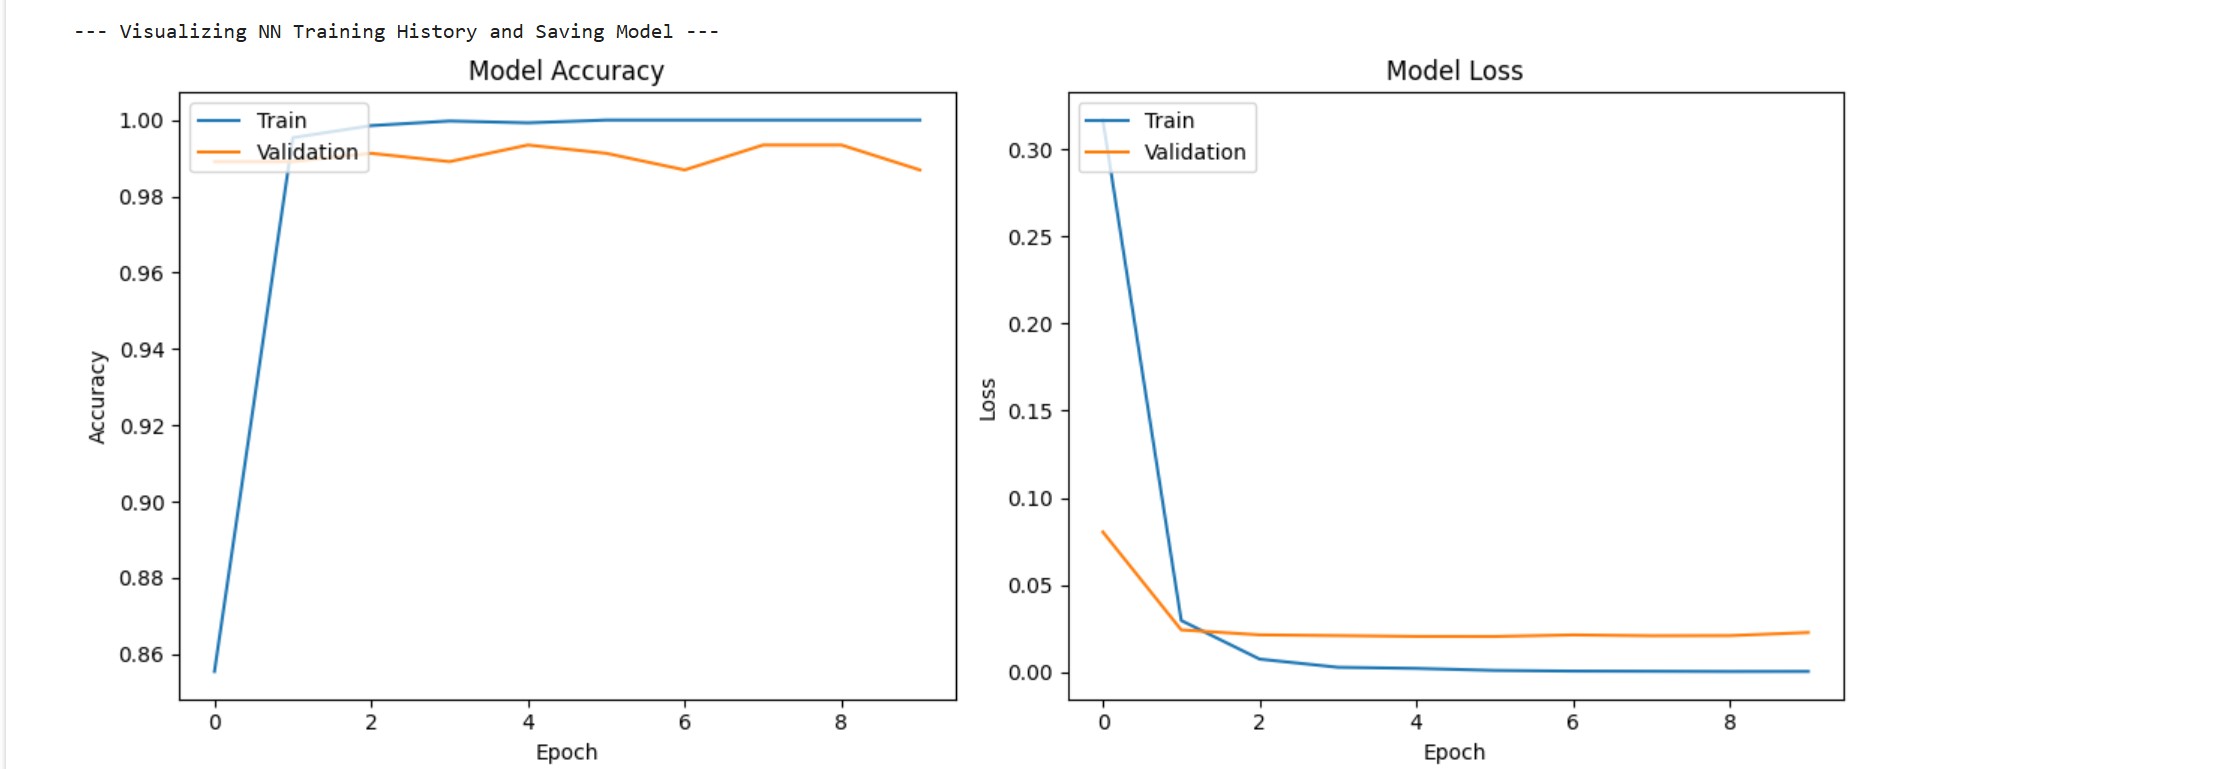 --- Visualizing NN Training History and Saving Model ---
Model Accuracy
Train
Validation
1.00
0.98
0.96
0.94
0.92
0.90
0.88
0.86
Accuracy
0 2 4 6 8
Epoch
Model Loss
Train
Validation
0.30
0.25
0.20
0.15
0.10
0.05
0.00
Loss
0 2 4 6 8
Epoch